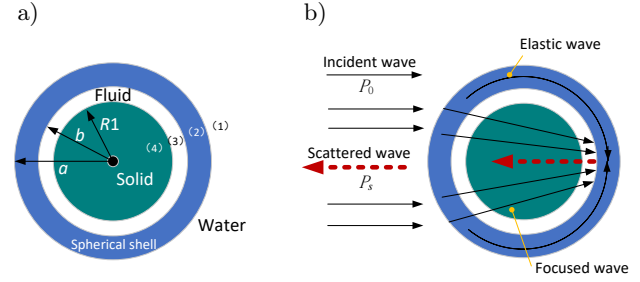 a)
Fluid
R1
b
a
(4)
(3)
(2)
(1)
Solid
Water
Spherical shell
b)
Incident wave
P0
Scattered wave
Ps
Elastic wave
Focused wave